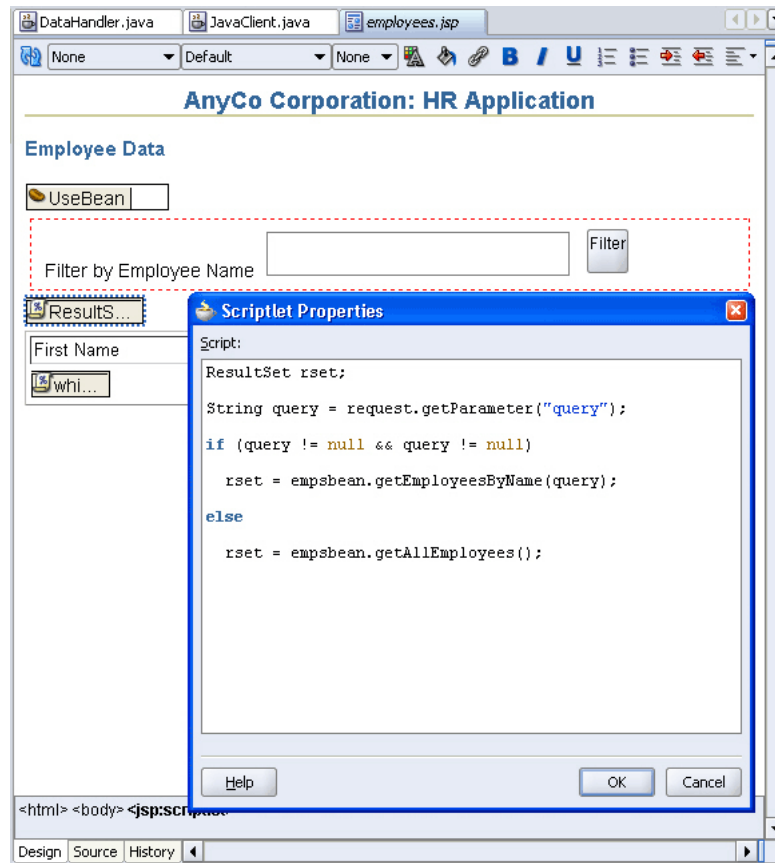 DataHandler.java JavaClient.java employees.jsp
None Default None B I U
AnyCo Corporation: HR Application
Employee Data
UseBean
Filter by Employee Name Filter
ResultS...
First Name
whi...
Scriptlet Properties
Script:
ResultSet rset;
String query = request.getParameter("query");
if (query != null && query != null)
rset = empsbean.getEmployeesByName(query);
else
rset = empsbean.getAllEmployees();
Help OK Cancel
<html> <body> <jsp:scriptlet>
Design Source History